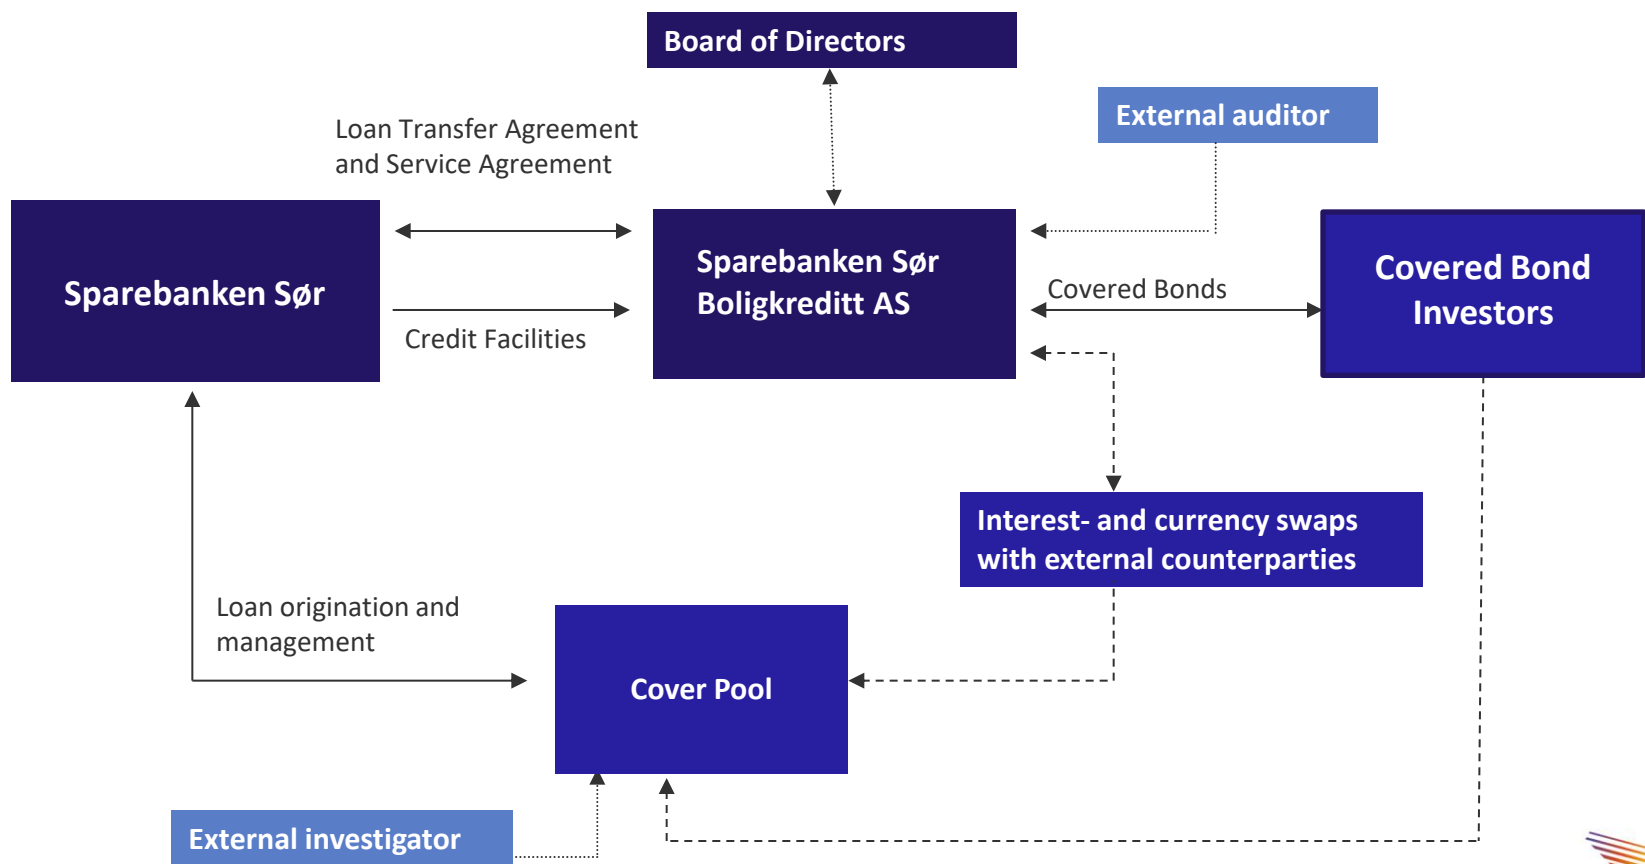 Board of Directors
External auditor
Loan Transfer Agreement
and Service Agreement
Sparebanken Sør
Sparebanken Sør
Boligkreditt AS
Covered Bond
Investors
Covered Bonds
Credit Facilities
Interest- and currency swaps
with external counterparties
Loan origination and
management
Cover Pool
External investigator